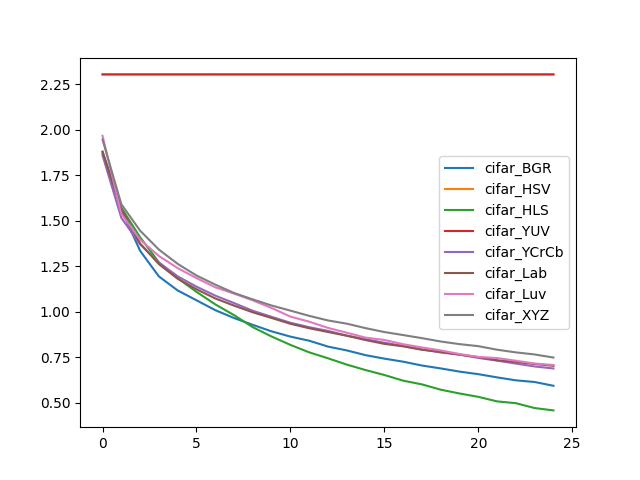 2.25
2.00
1.75
1.50
1.25
1.00
0.75
0.50
0
5
10
15
20
25
cifar_BGR
cifar_HSV
cifar_HLS
cifar_YUV
cifar_YCrCb
cifar_Lab
cifar_Luv
cifar_XYZ